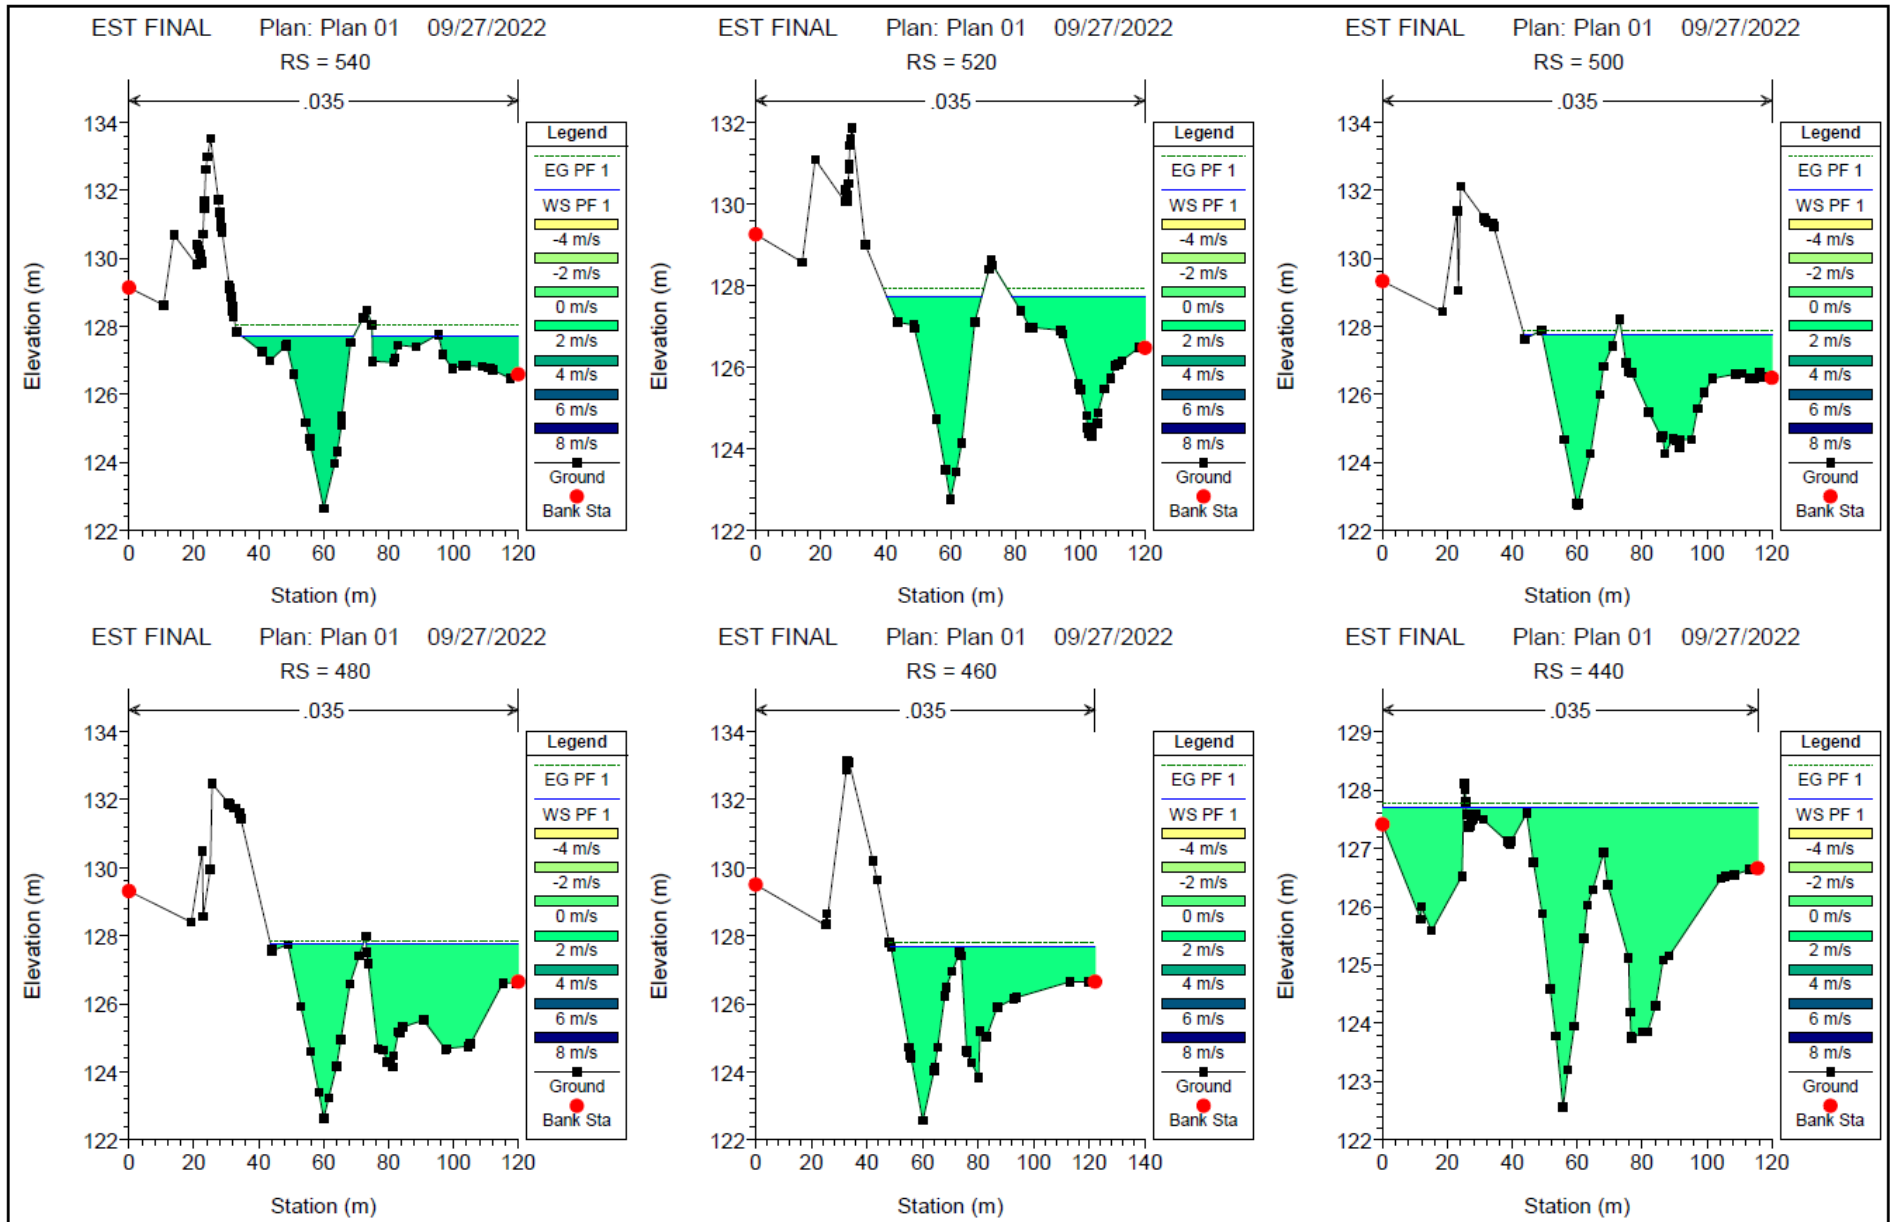 EST FINAL Plan: Plan 01 09/27/2022
RS = 540
.035
Elevation (m)
134
132
130
128
126
124
122
0 20 40 60 80 100 120
Station (m)
Legend
EG PF 1
WS PF 1
-4 m/s
-2 m/s
0 m/s
2 m/s
4 m/s
6 m/s
8 m/s
Ground
Bank Sta
EST FINAL Plan: Plan 01 09/27/2022
RS = 520
.035
Elevation (m)
132
130
128
126
124
122
0 20 40 60 80 100 120
Station (m)
Legend
EG PF 1
WS PF 1
-4 m/s
-2 m/s
0 m/s
2 m/s
4 m/s
6 m/s
8 m/s
Ground
Bank Sta
EST FINAL Plan: Plan 01 09/27/2022
RS = 500
.035
Elevation (m)
134
132
130
128
126
124
122
0 20 40 60 80 100 120
Station (m)
Legend
EG PF 1
WS PF 1
-4 m/s
-2 m/s
0 m/s
2 m/s
4 m/s
6 m/s
8 m/s
Ground
Bank Sta
EST FINAL Plan: Plan 01 09/27/2022
RS = 480
.035
Elevation (m)
134
132
130
128
126
124
122
0 20 40 60 80 100 120
Station (m)
Legend
EG PF 1
WS PF 1
-4 m/s
-2 m/s
0 m/s
2 m/s
4 m/s
6 m/s
8 m/s
Ground
Bank Sta
EST FINAL Plan: Plan 01 09/27/2022
RS = 460
.035
Elevation (m)
134
132
130
128
126
124
122
0 20 40 60 80 100 120 140
Station (m)
Legend
EG PF 1
WS PF 1
-4 m/s
-2 m/s
0 m/s
2 m/s
4 m/s
6 m/s
8 m/s
Ground
Bank Sta
EST FINAL Plan: Plan 01 09/27/2022
RS = 440
.035
Elevation (m)
129
128
127
126
125
124
123
122
0 20 40 60 80 100 120
Station (m)
Legend
EG PF 1
WS PF 1
-4 m/s
-2 m/s
0 m/s
2 m/s
4 m/s
6 m/s
8 m/s
Ground
Bank Sta